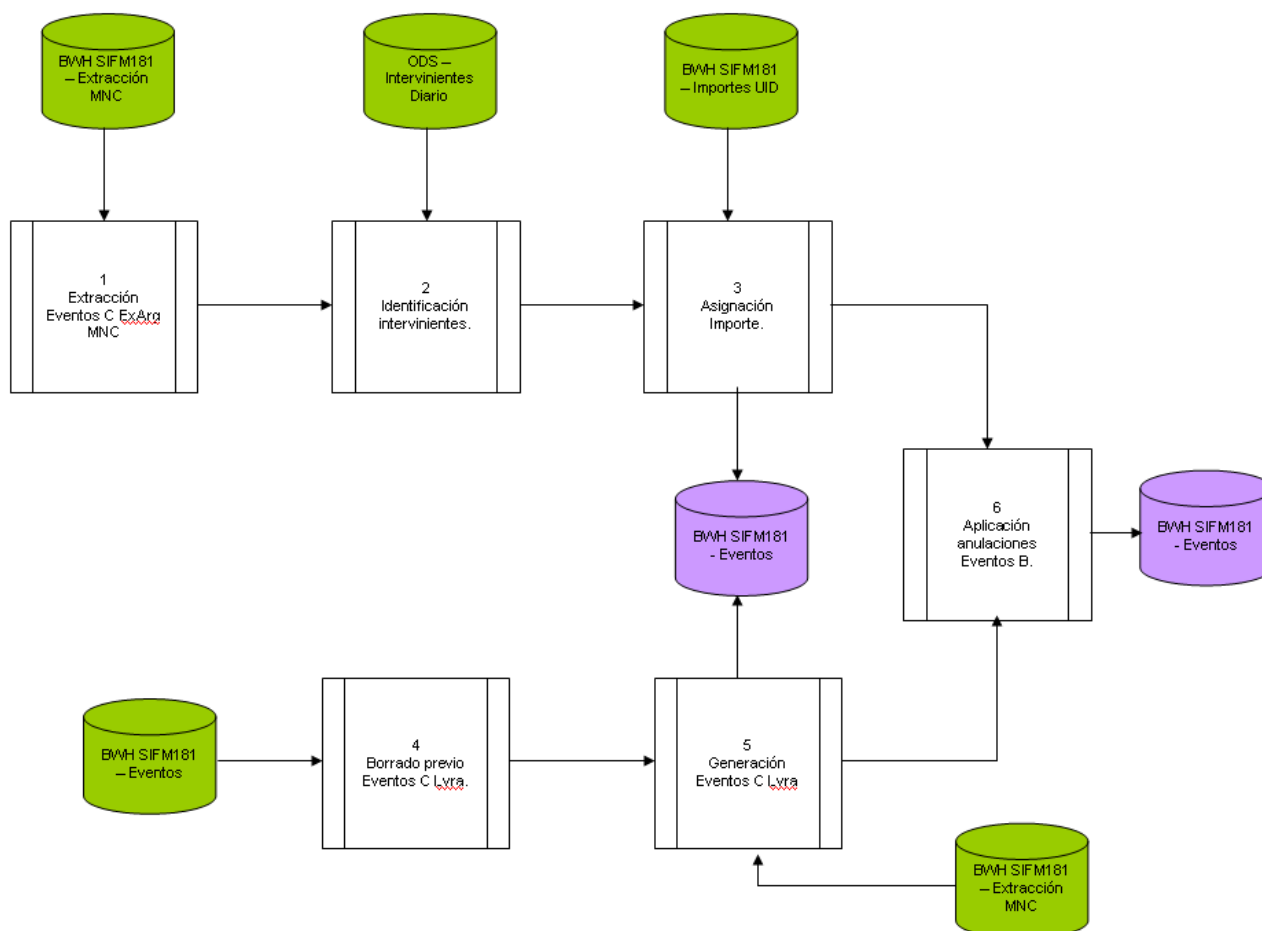 BWH SIFM181
– Extracción
MNC
ODS –
Intervinientes
Diario
BWH SIFM181
– Importes UID
1
Extracción
Eventos C ExArg
MNC
2
Identificación
intervinientes.
3
Asignación
Importe.
BWH SIFM181
- Eventos
6
Aplicación
anulaciones
Eventos B.
BWH SIFM181
- Eventos
BWH SIFM181
– Eventos
4
Borrado previo
Eventos C Lyra.
5
Generación
Eventos C Lyra
BWH SIFM181
– Extracción
MNC